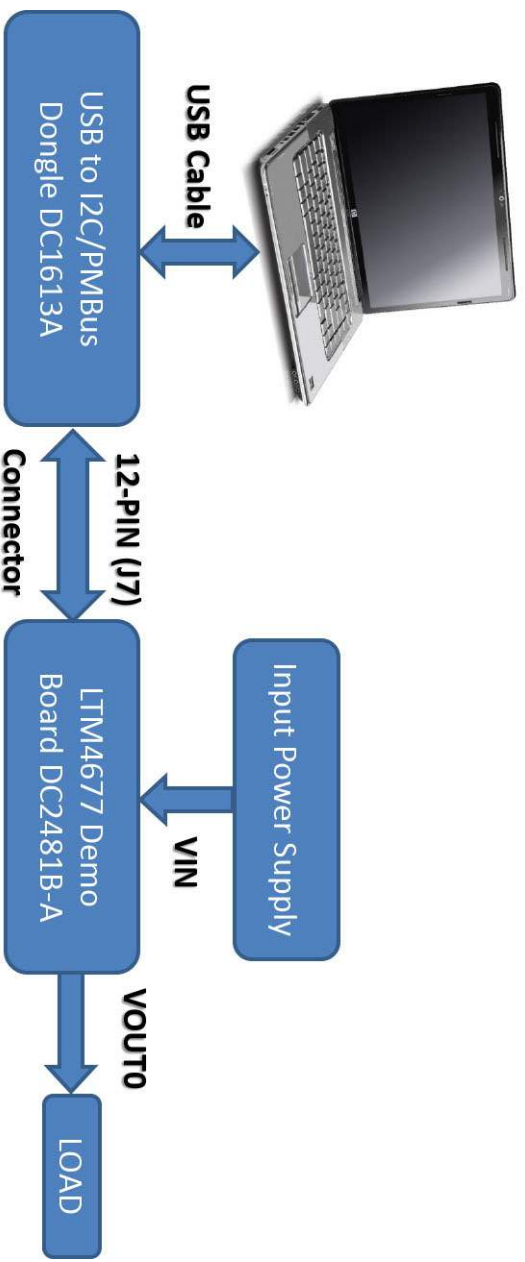 USB Cable
USB to I2C/PMBus
Dongle DC1613A
12-PIN (J7)
Connector
Input Power Supply
VIN
LTM4677 Demo
Board DC2481B-A
VOUT0
LOAD